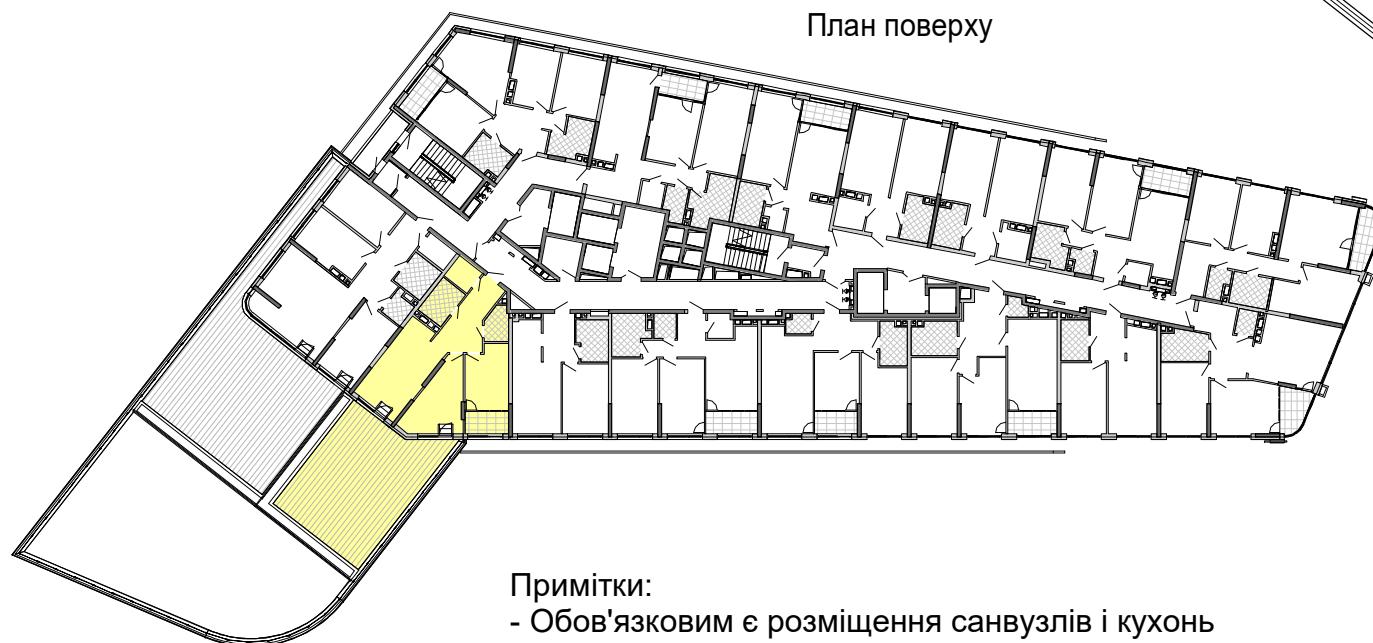 План поверху
Примітки:
- Обов'язковим є розміщення санвузлів і кухонь